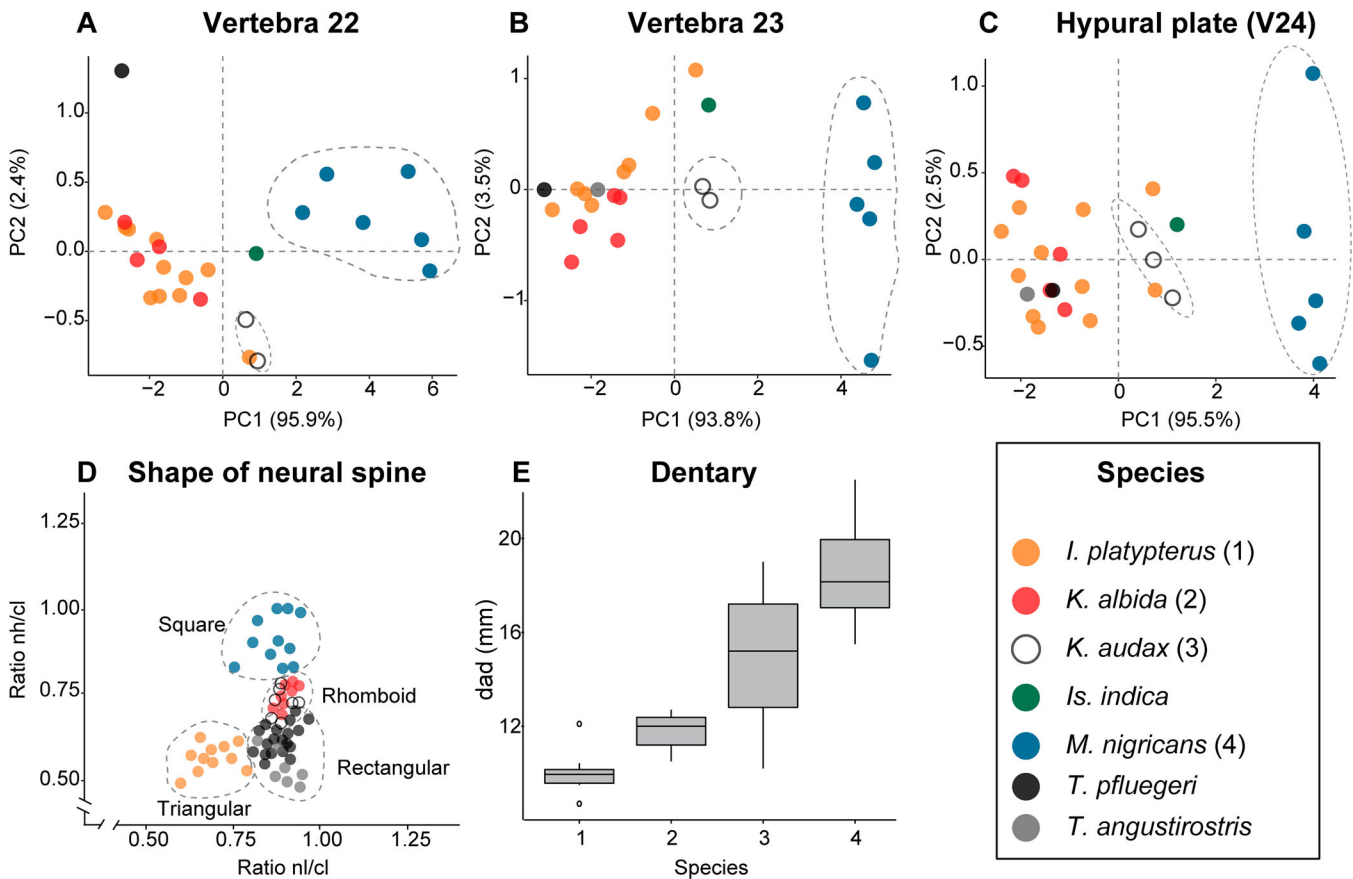 A Vertebra 22
PC2 (2.4%)
1.0
0.5
0.0
−0.5
−2 0 2 4 6
PC1 (95.9%)
B Vertebra 23
PC2 (3.5%)
1
0
−1
−2 0 2 4
PC1 (93.8%)
C Hypural plate (V24)
PC2 (2.5%)
1.0
0.5
0.0
−0.5
−2 0 2 4
PC1 (95.5%)
D Shape of neural spine
Ratio nh/cl
1.25
1.00
0.75
0.50
Square
Rhomboid
Rectangular
Triangular
0.50 0.75 1.00 1.25
Ratio nl/cl
E Dentary
dad (mm)
20
16
12
1 2 3 4
Species
Species
I. platypterus (1)
K. albida (2)
K. audax (3)
Is. indica
M. nigricans (4)
T. pfluegeri
T. angustirostris